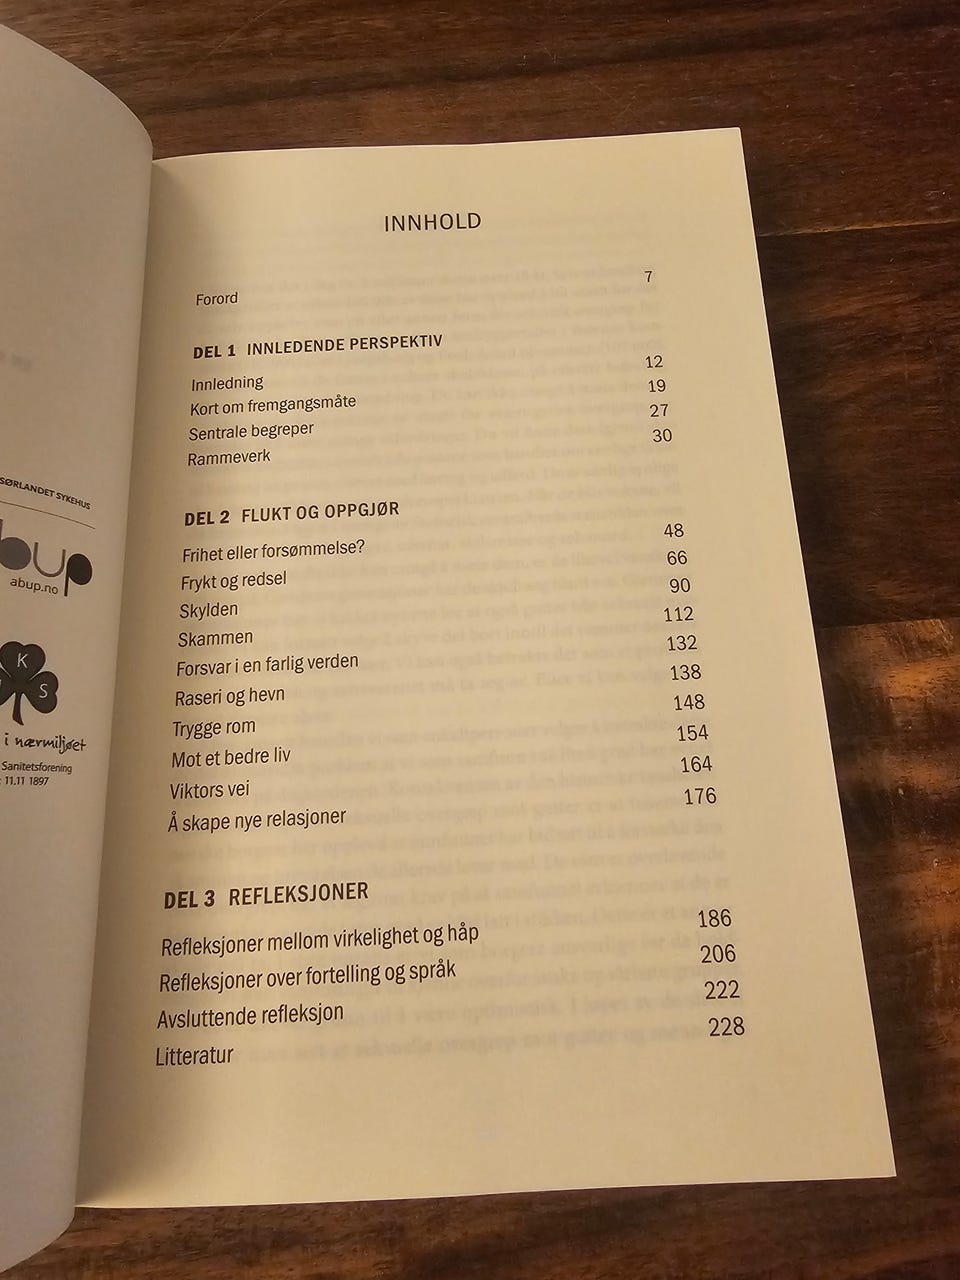 SØRLANDET SYKEHUS
bup
abup.no
K
S
i nærmiljøet
Sanitetsforening
11.11 1897
INNHOLD
Forord 7
DEL 1 INNLEDENDE PERSPEKTIV
Innledning 12
Kort om fremgangsmåte 19
Sentrale begreper 27
Rammeverk 30
DEL 2 FLUKT OG OPPGJØR
Frihet eller forsømmelse? 48
Frykt og redsel 66
Skylden 90
Skammen 112
Forsvar i en farlig verden 132
Raseri og hevn 138
Trygge rom 148
Mot et bedre liv 154
Viktors vei 164
Å skape nye relasjoner 176
DEL 3 REFLEKSJONER
Refleksjoner mellom virkelighet og håp 186
Refleksjoner over fortelling og språk 206
Avsluttende refleksjon 222
Litteratur 228